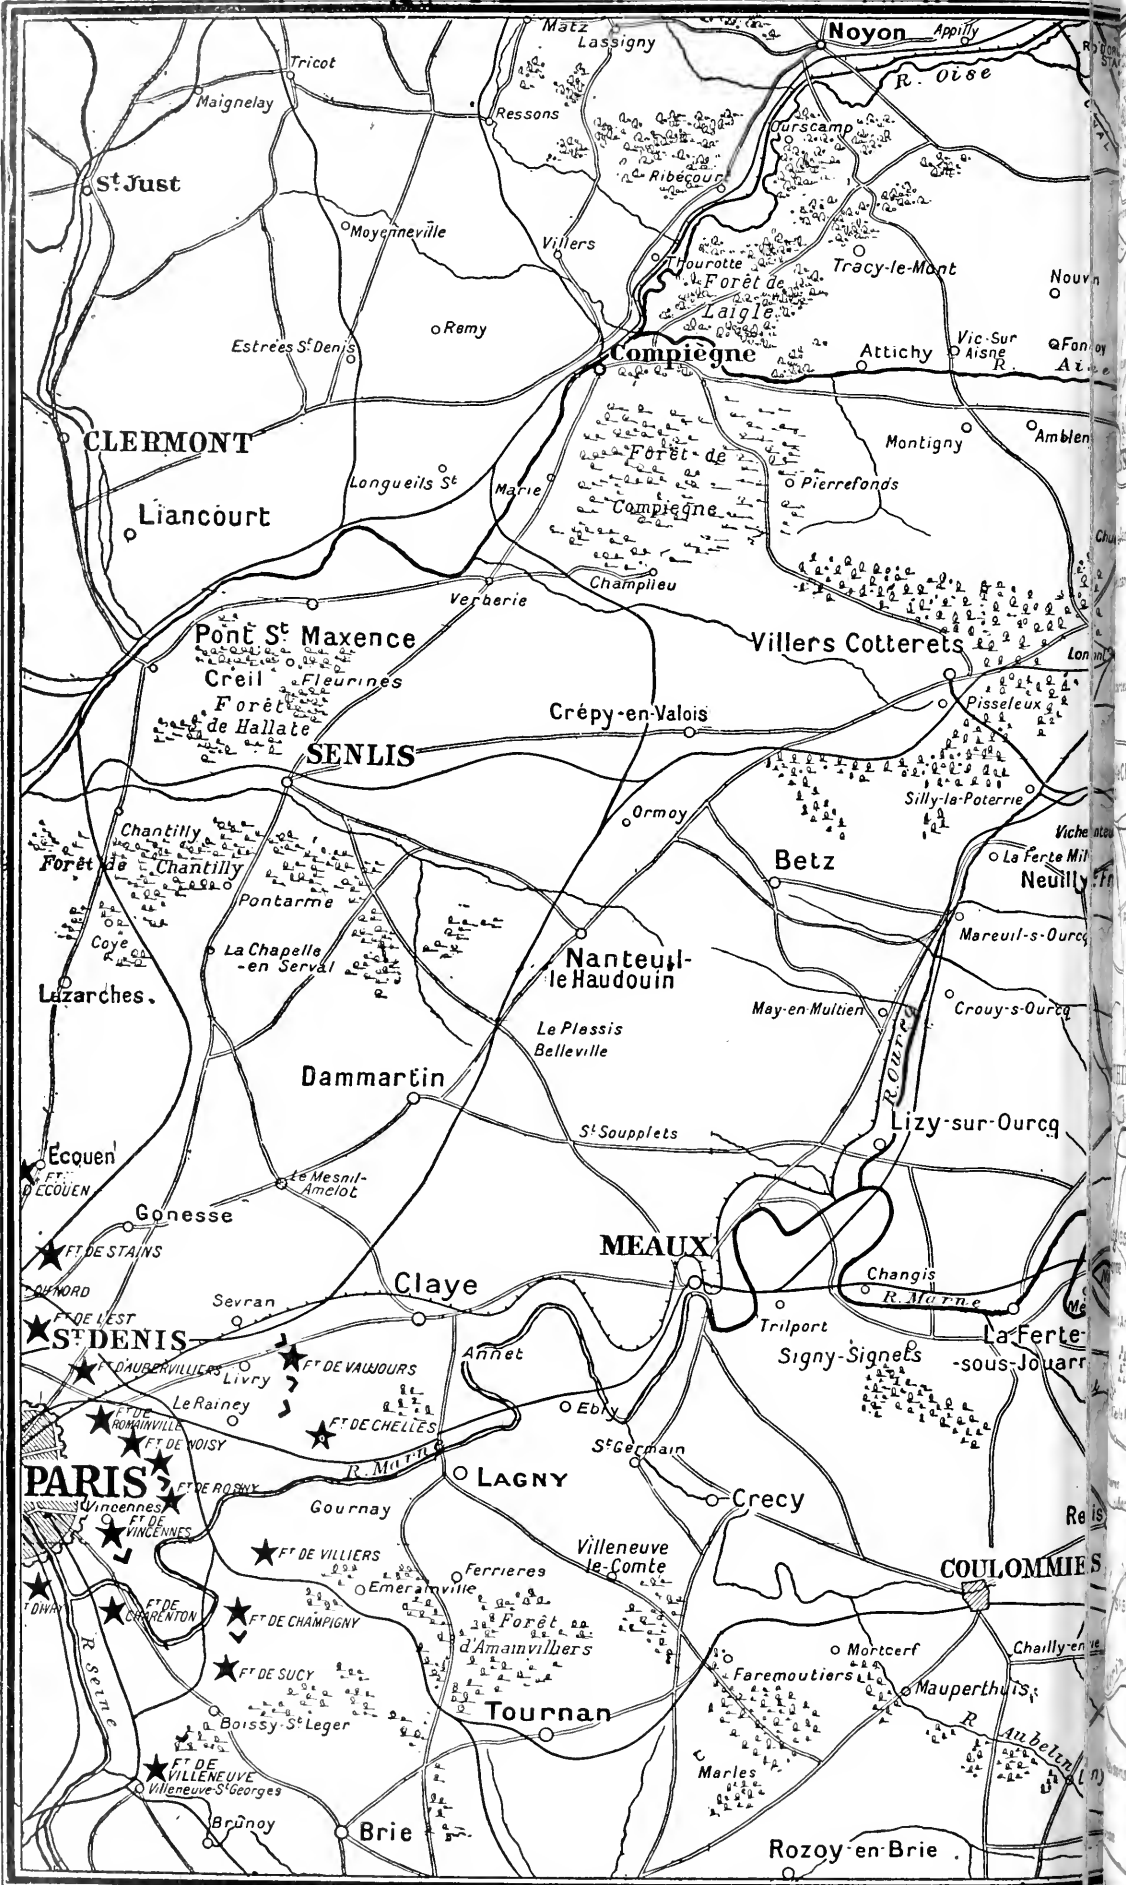 Matz
Lassigny
Noyon
Appilly
R. Oise
Tricot
Maignelay
Ressons
Ourscamp
St Just
Ribécour
Moyenneville
Villers
Thourotte
Tracy-le-Mont
Forêt de
Laigle
Remy
Estrées St Denis
Compiègne
Attichy
Vic-Sur
Aisne
R.
CLERMONT
Montigny
Amblen
Forêt-de
Compiegne
Longueils St
Marie
Pierrefonds
Liancourt
Champlieu
Verberie
Pont St Maxence
Villers Cotterets
Creil
Fleurines
Forêt
de Hallate
Pisseleux
Crépy-en-Valois
SENLIS
Silly-la-Poterrie
Ormoy
Chantilly
Forêt de
Chantilly
Betz
La Ferte Mil
Neuilly
Pontarme
Coye
La Chapelle
-en Serval
Mareuil-s-Ourcq
Nanteuil-
le Haudouin
Lazarches.
May-en-Multien
Crouy-s-Ourcq
Le Plessis
Belleville
R. Ourcq
Dammartin
Lizy-sur-Ourcq
St Soupplets
Ecouen
FT
D'ECOUEN
Le Mesnil-
Amelot
Gonesse
MEAUX
FT DE STAINS
Claye
Changis
R. Marne
Sevran
FT DE L'EST
ST DENIS
Trilport
La Ferte-
-sous-Jouarr
Annet
Signy-Signets
FT D'AUBERVILLIERS
Livry
FT DE VAUJOURS
Le Rainey
Ebly
FT DE
ROMAINVILLE
FT DE CHELLES
FT DE NOISY
St Germain
R. Marne
PARIS
LAGNY
FT DE ROSNY
Crecy
Vincennes
Gournay
FT DE
VINCENNES
FT DE VILLIERS
Villeneuve
le-Comte
COULOMMIES
Ferrieres
Emerainville
FT DE
CHARENTON
FT DE CHAMPIGNY
Forêt
d'Amainvilliers
R Seine
Mortcerf
FT DE SUCY
Faremoutiers
Mauperthuis
Boissy-St Leger
Tournan
R Aubelin
FT DE
VILLENEUVE
Villeneuve-St Georges
Marles
Brunoy
Brie
Rozoy-en-Brie